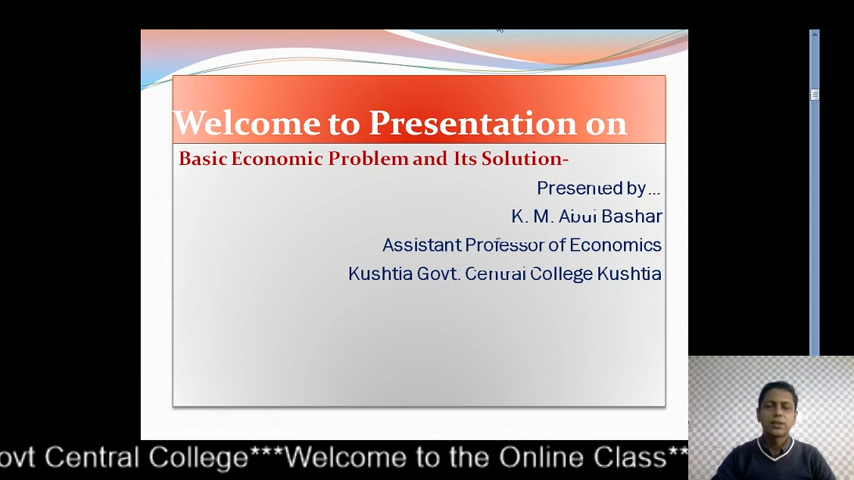 Welcome to Presentation on
Basic Economic Problem and Its Solution-
Presented by...
K. M. Abul Bashar
Assistant Professor of Economics
Kushtia Govt. Central College Kushtia
ovt Central College***Welcome to the Online Class**